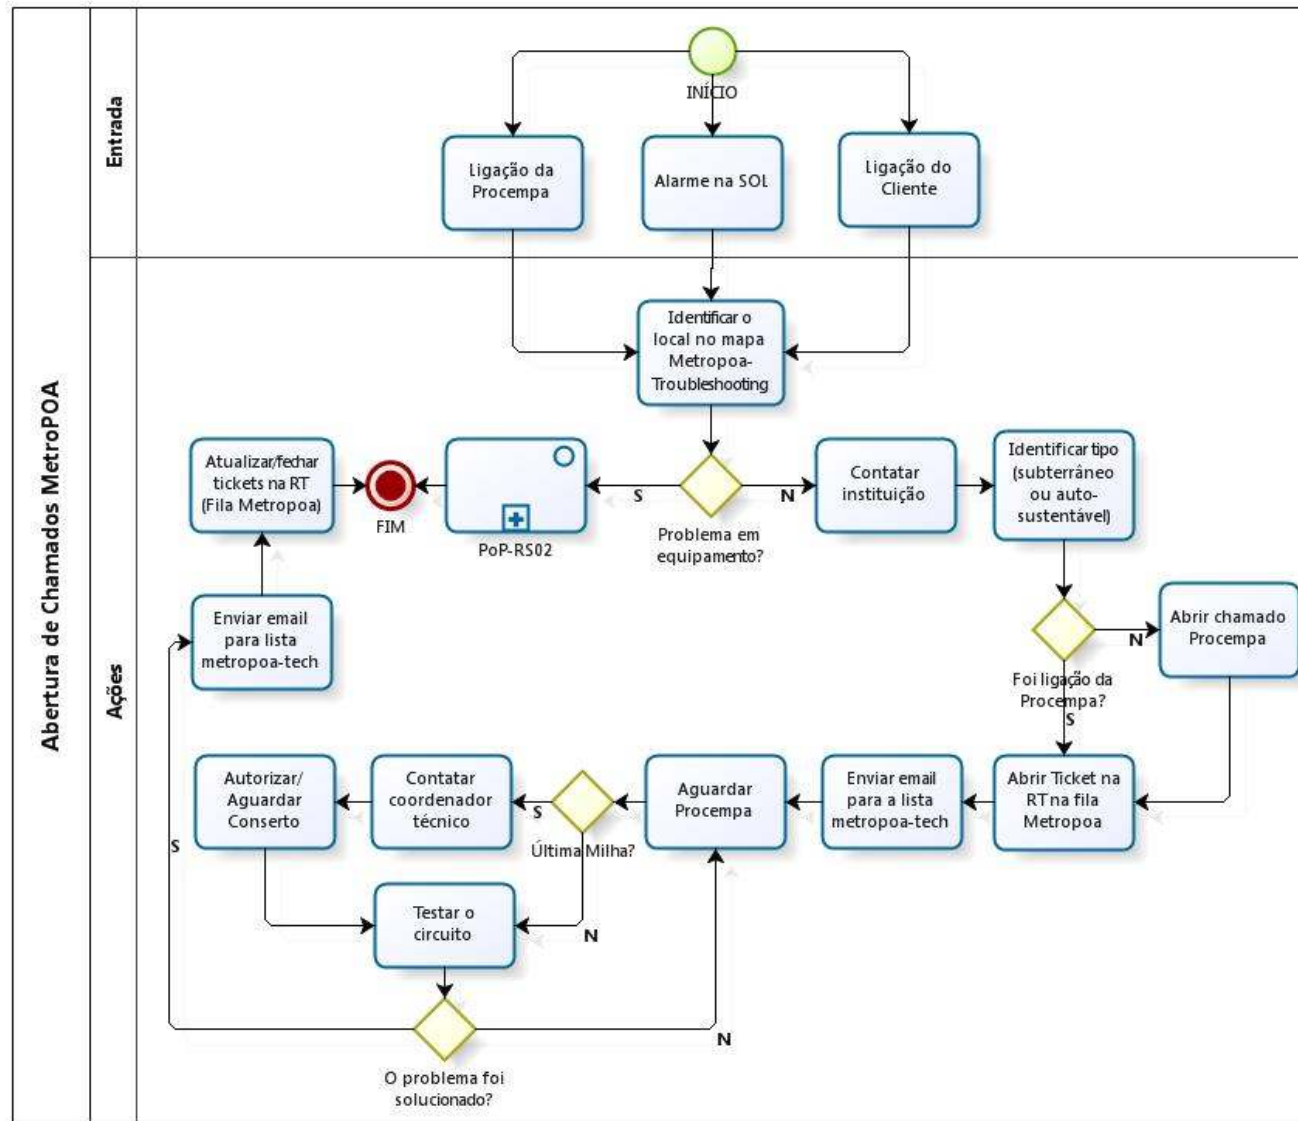 Abertura de Chamados MetroPOA
Entrada
INÍCIO
Ligação da
Procempa
Alarme na SOL
Ligação do
Cliente
Ações
Identificar o
local no mapa
Metropoa-
Troubleshooting
Atualizar/fechar
tickets na RT
(Fila Metropoa)
FIM
PoP-RS02
S
Problema em
equipamento?
N
Contatar
instituição
Identificar tipo
(subterrâneo
ou auto-
sustentável)
Enviar email
para lista
metropoa-tech
Foi ligação da
Procempa?
N
S
Abrir chamado
Procempa
Autorizar/
Aguardar
Conserto
Contatar
coordenador
técnico
S
Última Milha?
N
Aguardar
Procempa
Enviar email
para a lista
metropoa-tech
Abrir Ticket na
RT na fila
Metropoa
S
Testar o
circuito
N
O problema foi
solucionado?